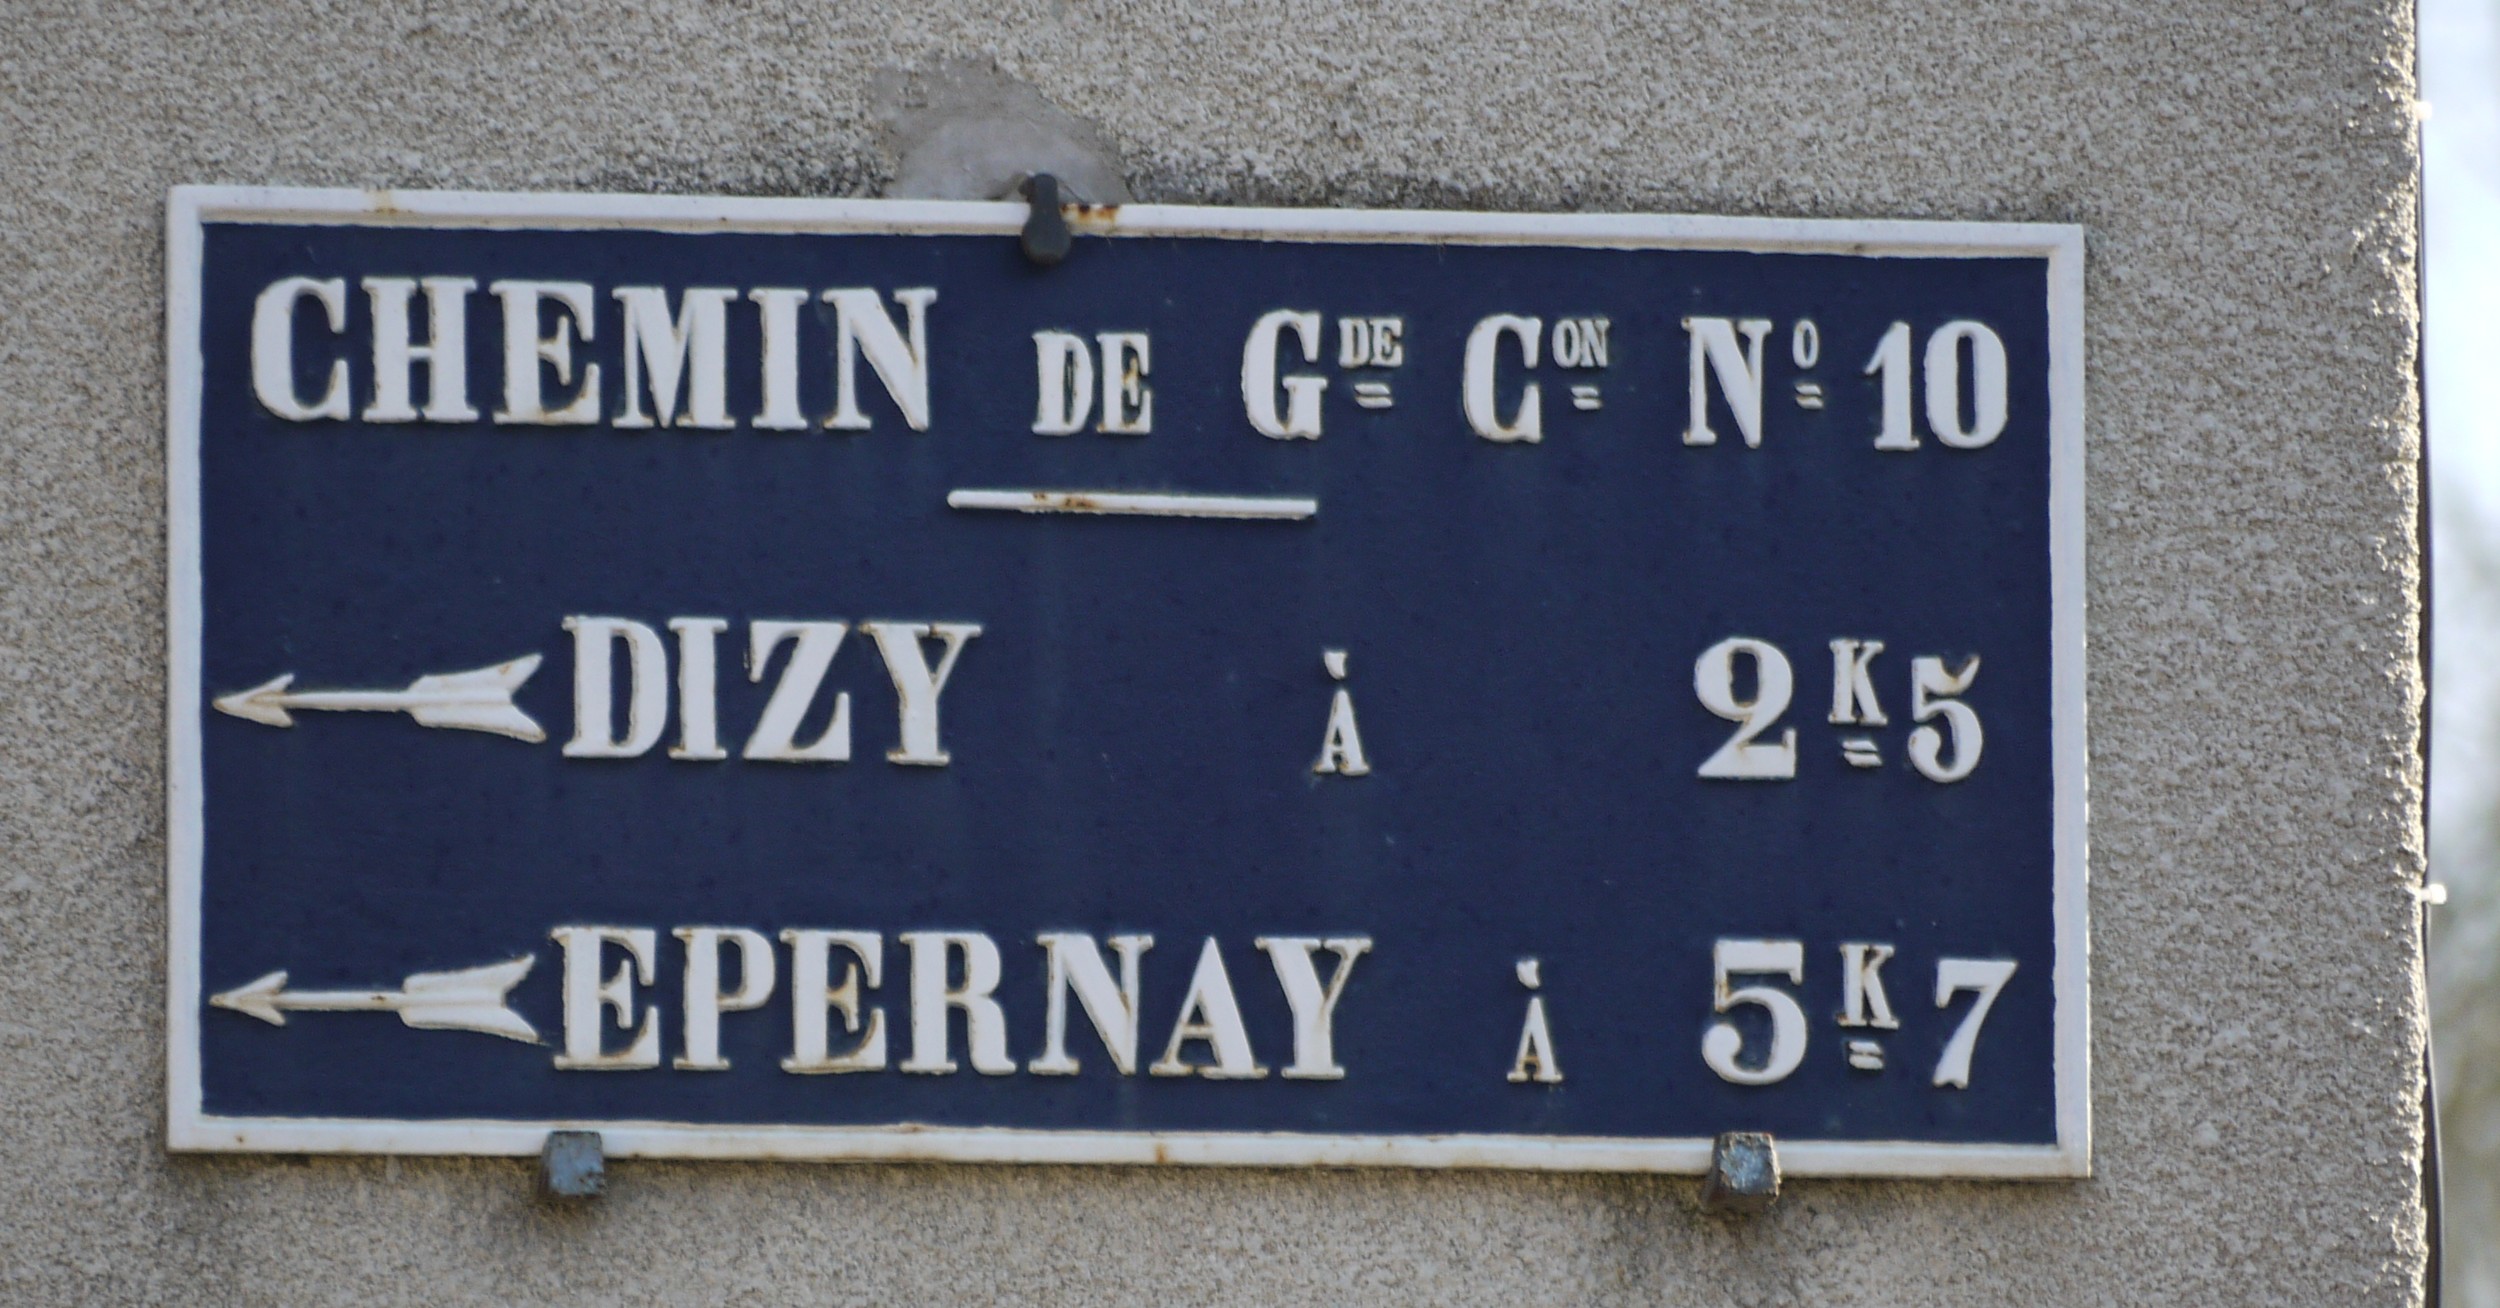 CHEMIN DE GDE CON NO 10
DIZY À 2K5
EPERNAY À 5K7